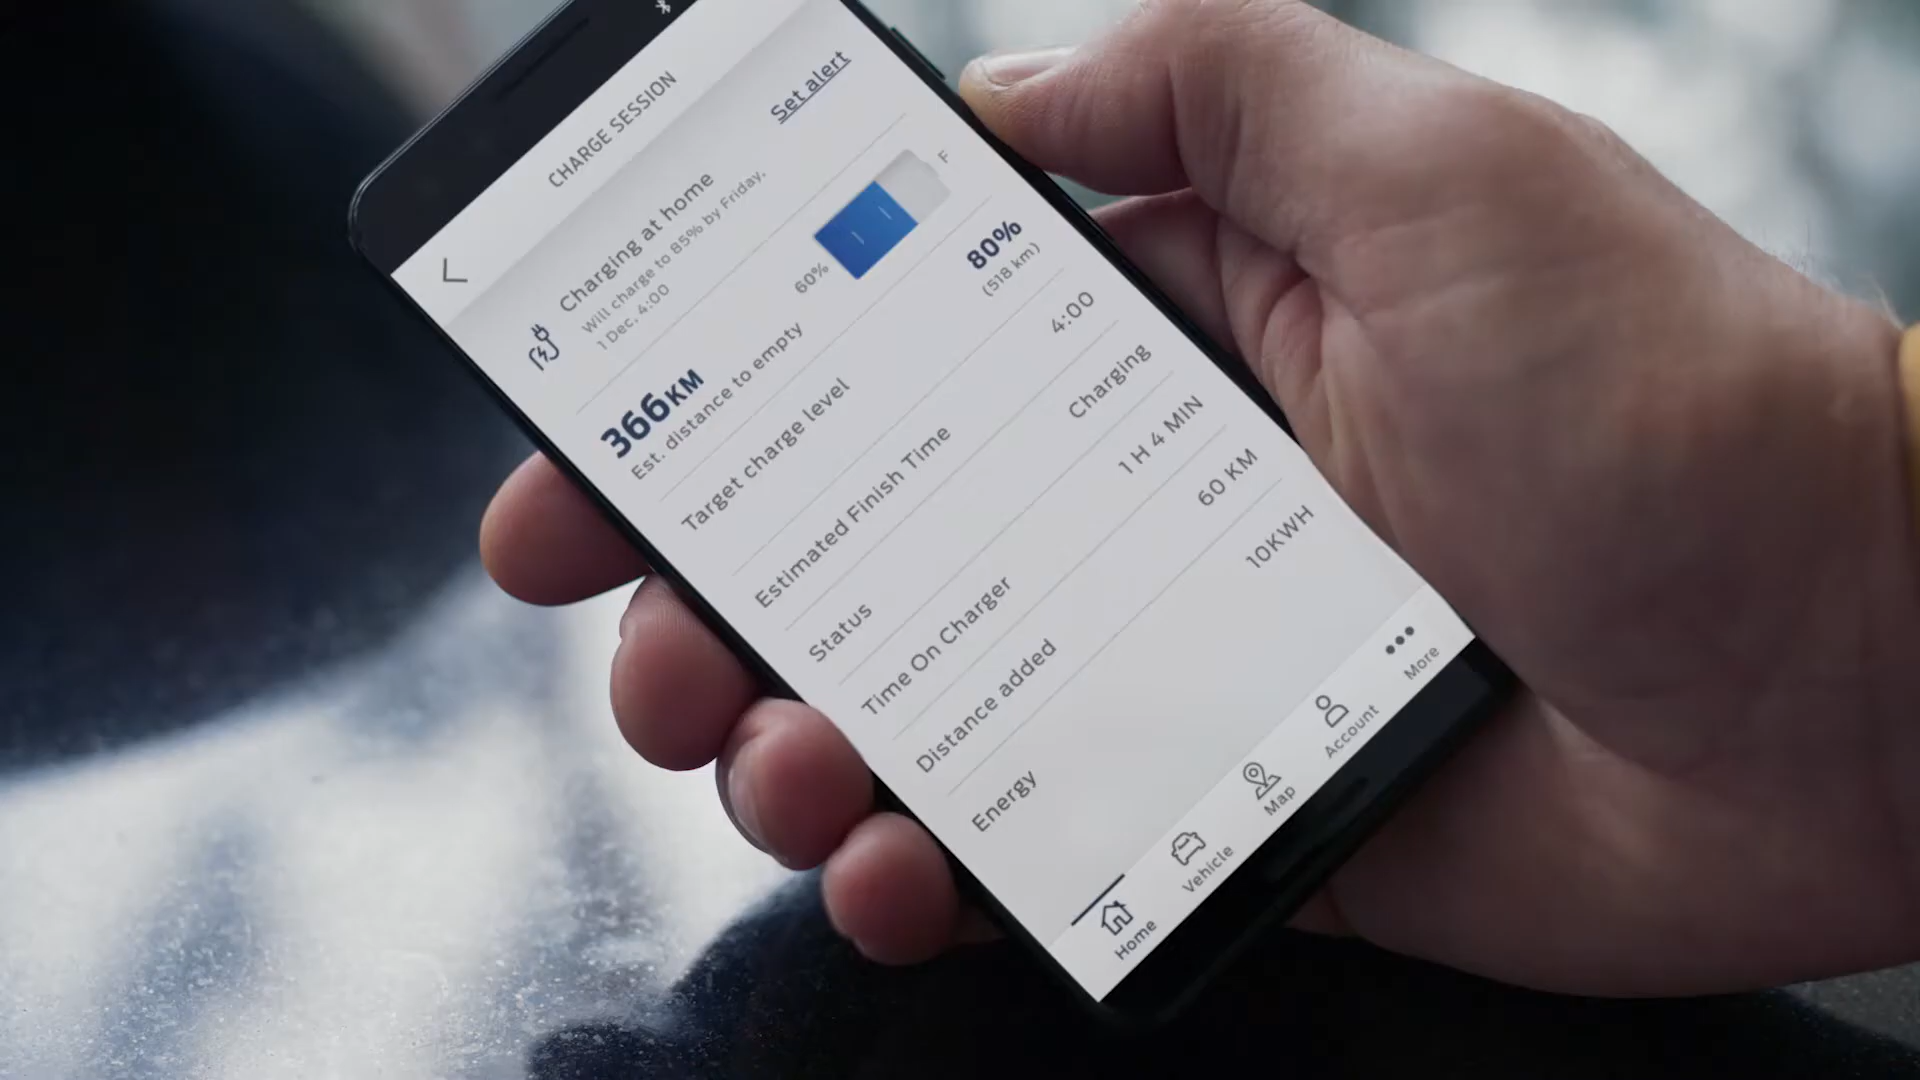 CHARGE SESSION
Set alert
Charging at home
Will charge to 85% by Friday,
1 Dec. 4:00
60%
F
366KM
Est. distance to empty
Target charge level
80%
(518 km)
Estimated Finish Time
4:00
Status
Charging
Time On Charger
1 H 4 MIN
Distance added
60 KM
Energy
10KWH
Home
Vehicle
Map
Account
More